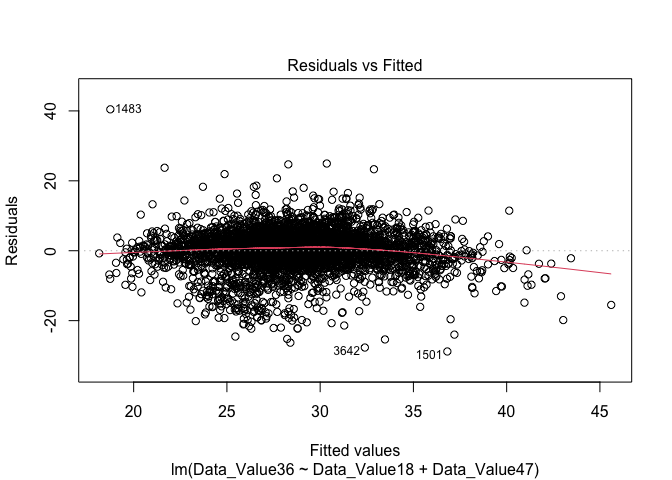 Residuals vs Fitted
Residuals
40
20
0
-20
1483
3642
1501
20 25 30 35 40 45
Fitted values
lm(Data_Value36 ~ Data_Value18 + Data_Value47)